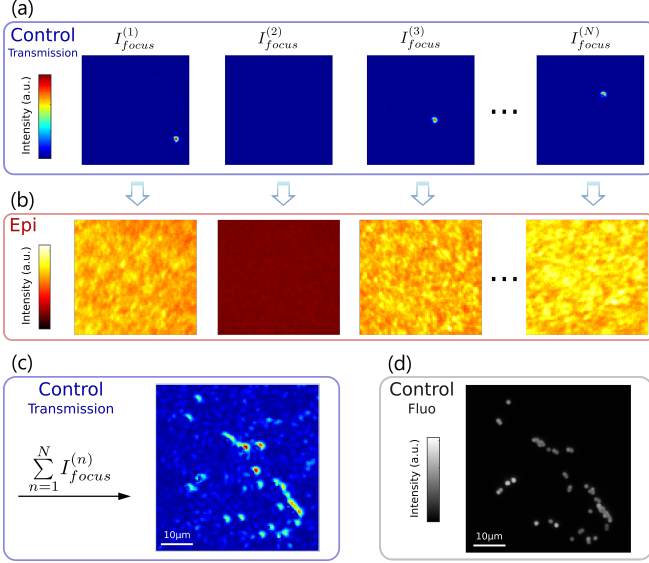 (a)
Control
Transmission
Intensity (a.u.)
I_{focus}^{(1)}
I_{focus}^{(2)}
I_{focus}^{(3)}
...
I_{focus}^{(N)}
(b)
Epi
Intensity (a.u.)
...
(c)
Control
Transmission
\sum_{n=1}^{N} I_{focus}^{(n)}
10μm
(d)
Control
Fluo
Intensity (a.u.)
10μm